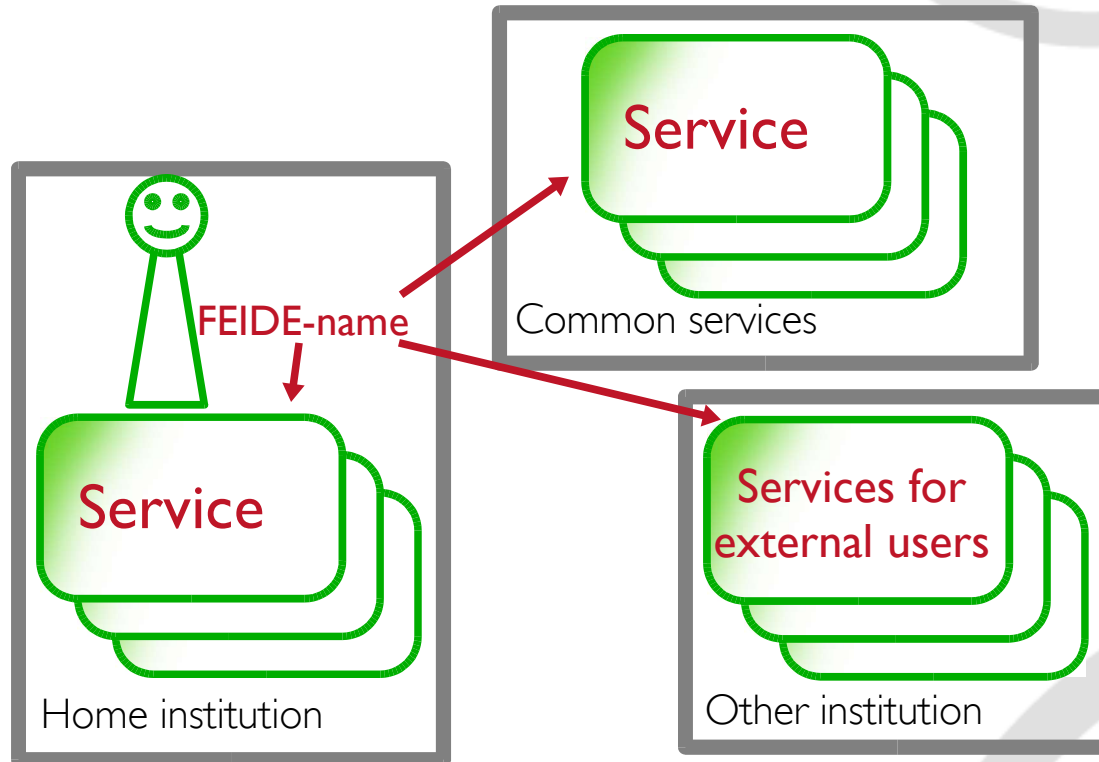 Service
Common services
FEIDE-name
Service
Home institution
Services for
external users
Other institution